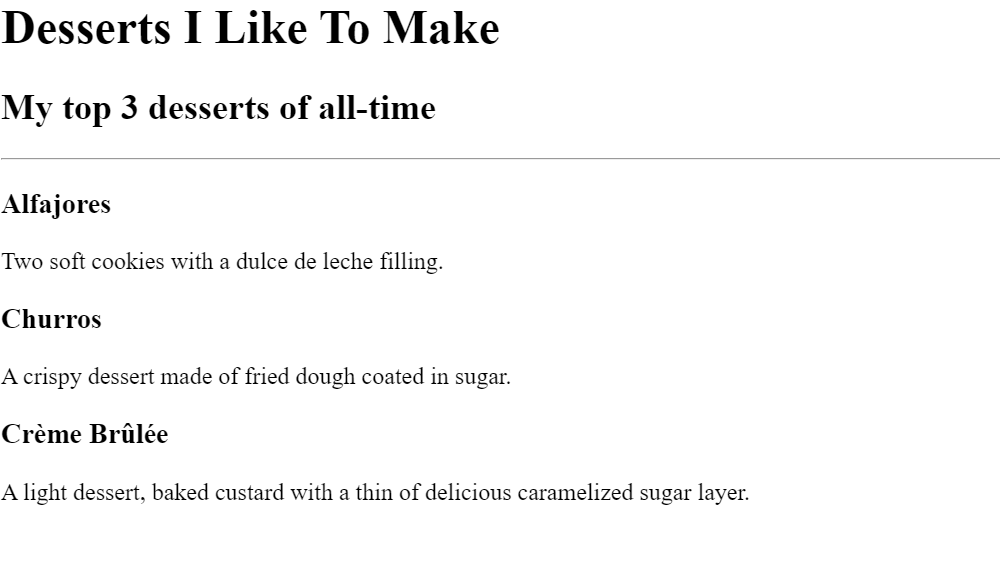 Desserts I Like To Make
My top 3 desserts of all-time
Alfajores
Two soft cookies with a dulce de leche filling.
Churros
A crispy dessert made of fried dough coated in sugar.
Crème Brûlée
A light dessert, baked custard with a thin of delicious caramelized sugar layer.